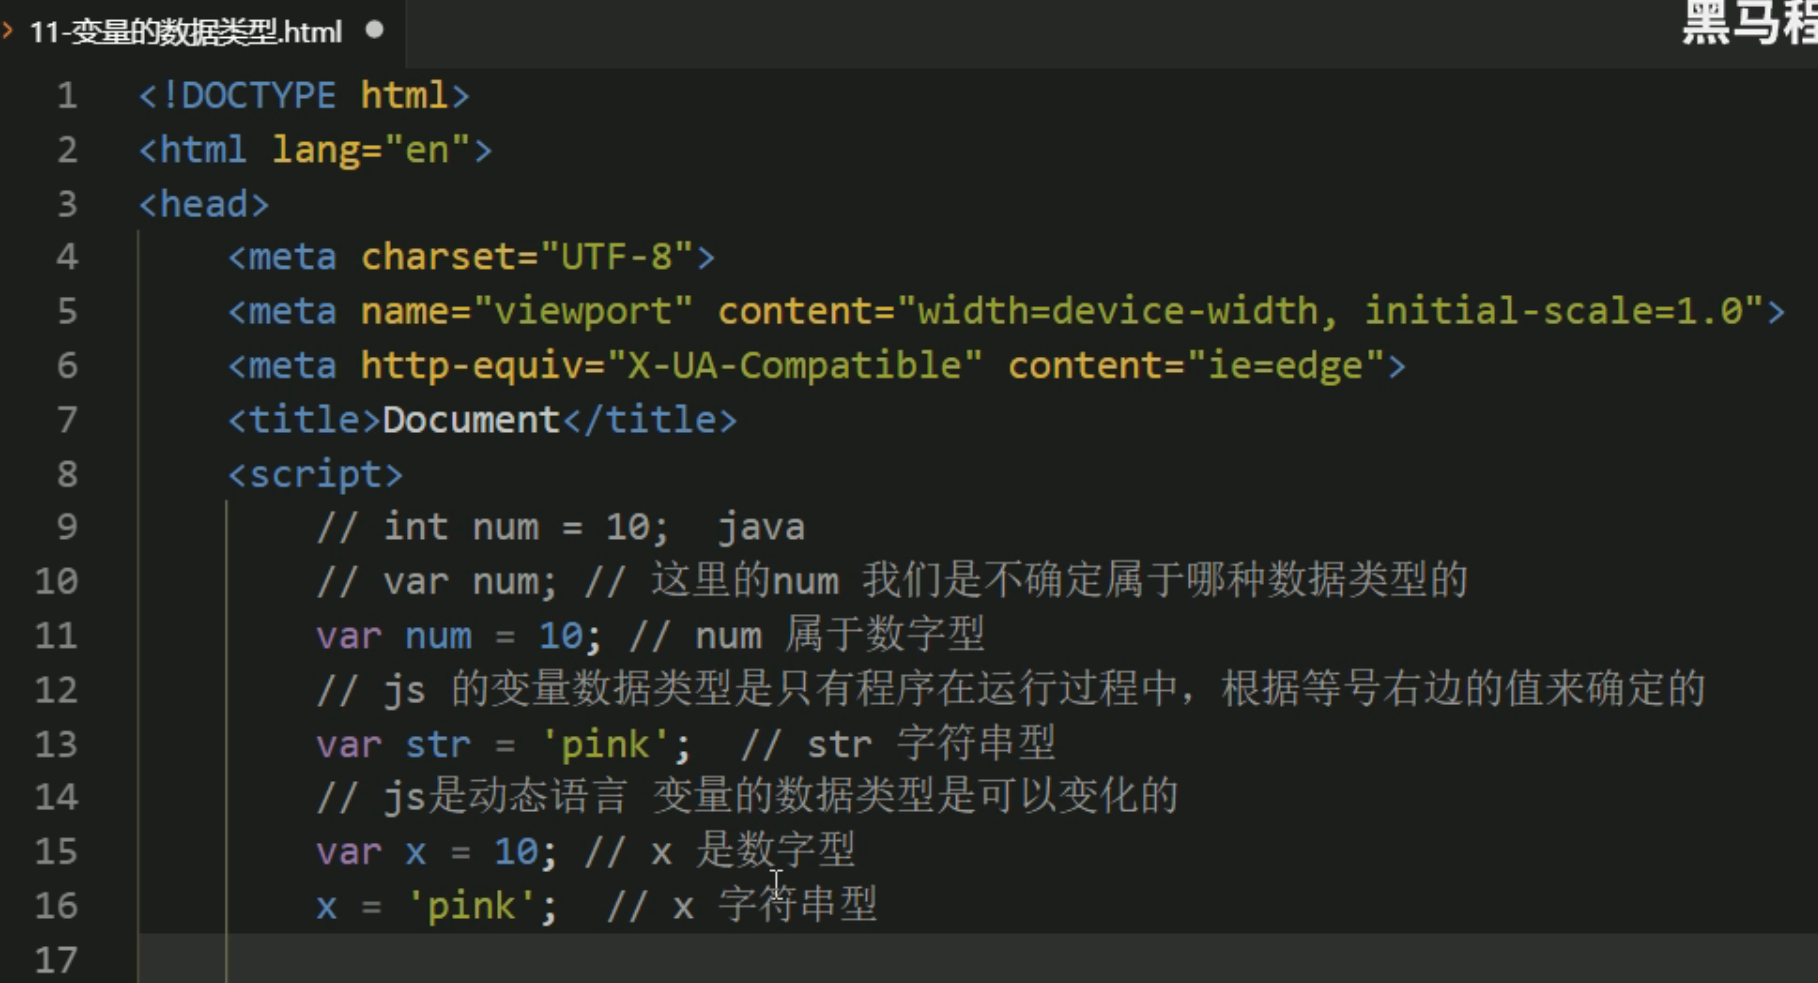 11-变量的数据类型.html
黑马程
1 <!DOCTYPE html>
2 <html lang="en">
3 <head>
4 <meta charset="UTF-8">
5 <meta name="viewport" content="width=device-width, initial-scale=1.0">
6 <meta http-equiv="X-UA-Compatible" content="ie=edge">
7 <title>Document</title>
8 <script>
9 // int num = 10;  java
10 // var num; // 这里的num 我们是不确定属于哪种数据类型的
11 var num = 10; // num 属于数字型
12 // js 的变量数据类型是只有程序在运行过程中，根据等号右边的值来确定的
13 var str = 'pink';  // str 字符串型
14 // js是动态语言 变量的数据类型是可以变化的
15 var x = 10; // x 是数字型
16 x = 'pink';  // x 字符串型
17